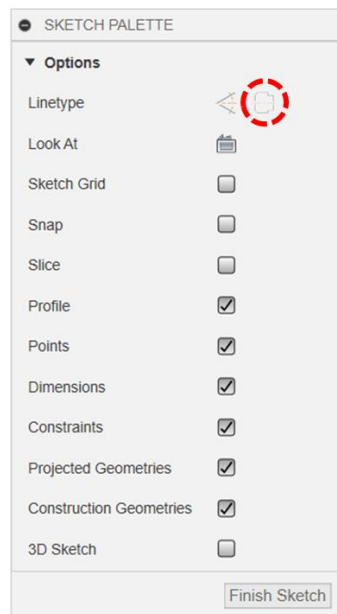 SKETCH PALETTE
Options
Linetype
Look At
Sketch Grid
Snap
Slice
Profile
Points
Dimensions
Constraints
Projected Geometries
Construction Geometries
3D Sketch
Finish Sketch